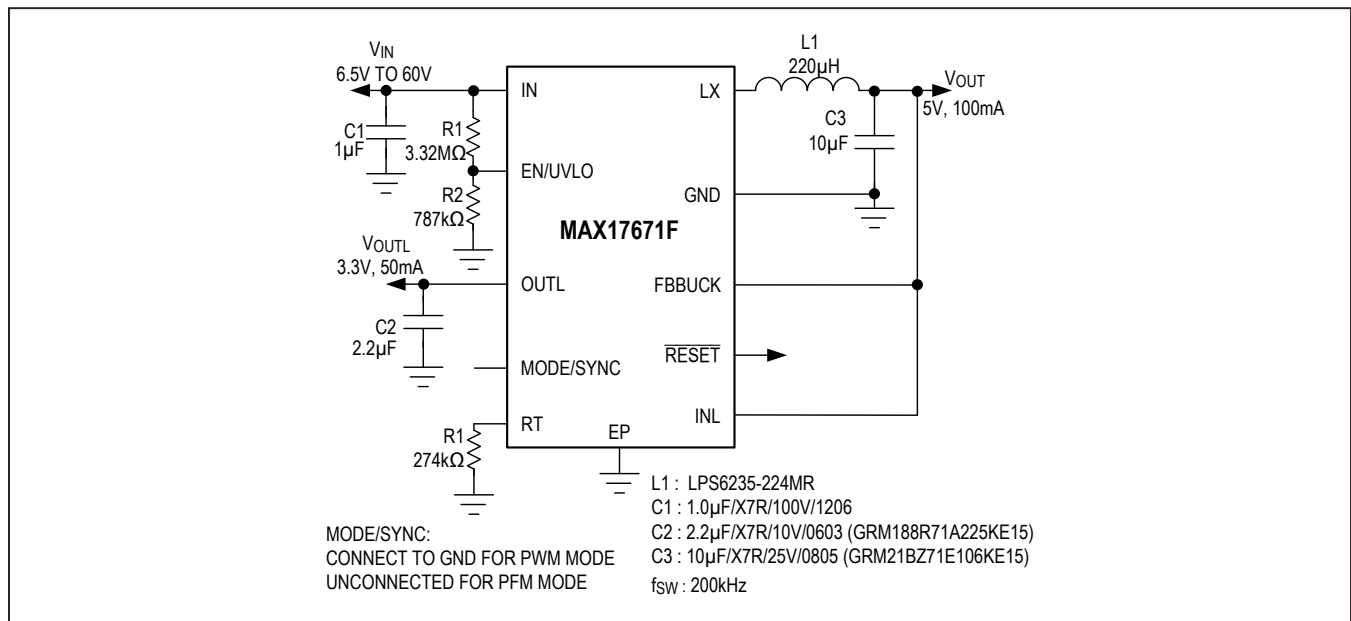 VIN
6.5V TO 60V
C1
1µF
R1
3.32MΩ
R2
787kΩ
VOUTL
3.3V, 50mA
C2
2.2µF
R1
274kΩ
IN
EN/UVLO
OUTL
MODE/SYNC
RT
EP
MAX17671F
LX
GND
FBBUCK
RESET
INL
L1
220µH
C3
10µF
VOUT
5V, 100mA
MODE/SYNC:
CONNECT TO GND FOR PWM MODE
UNCONNECTED FOR PFM MODE
L1 : LPS6235-224MR
C1 : 1.0µF/X7R/100V/1206
C2 : 2.2µF/X7R/10V/0603 (GRM188R71A225KE15)
C3 : 10µF/X7R/25V/0805 (GRM21BZ71E106KE15)
fSW : 200kHz